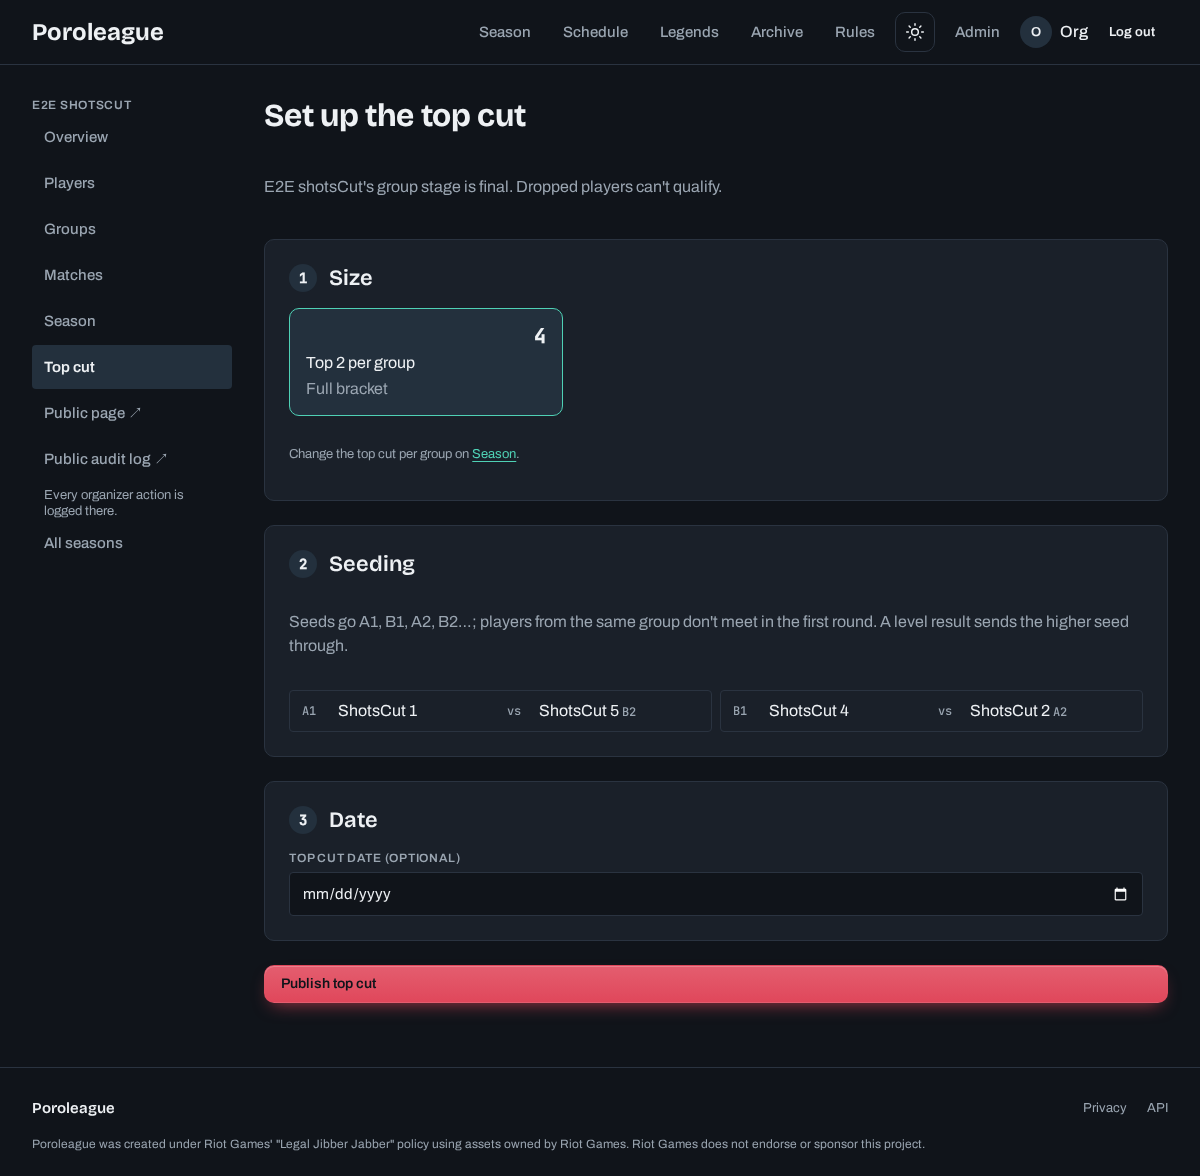 Poroleague
Season
Schedule
Legends
Archive
Rules
Admin
O
Org
Log out
E2E SHOTSCUT
Overview
Players
Groups
Matches
Season
Top cut
Public page ↗
Public audit log ↗
Every organizer action is
logged there.
All seasons
Set up the top cut
E2E shotsCut's group stage is final. Dropped players can't qualify.
1 Size
4
Top 2 per group
Full bracket
Change the top cut per group on Season.
2 Seeding
Seeds go A1, B1, A2, B2…; players from the same group don't meet in the first round. A level result sends the higher seed
through.
A1 ShotsCut 1 vs ShotsCut 5 B2
B1 ShotsCut 4 vs ShotsCut 2 A2
3 Date
TOP CUT DATE (OPTIONAL)
mm/dd/yyyy
Publish top cut
Poroleague
Privacy
API
Poroleague was created under Riot Games' "Legal Jibber Jabber" policy using assets owned by Riot Games. Riot Games does not endorse or sponsor this project.